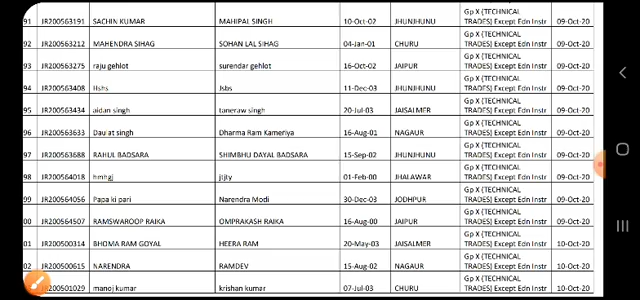 Gp X (TECHNICAL
91 JR200563191 SACHIN KUMAR MAHIPAL SINGH 10-Oct-02 JHUNJHUNU TRADES) Except Edn Instr 09-Oct-20
Gp X (TECHNICAL
92 JR200563212 MAHENDRA SIHAG SOHAN LAL SIHAG 04-Jan-01 CHURU TRADES) Except Edn Instr 09-Oct-20
Gp X (TECHNICAL
93 JR200563275 raju gehlot surendar gehlot 16-Oct-02 JAIPUR TRADES) Except Edn Instr 09-Oct-20
Gp X (TECHNICAL
94 JR200563408 Hshs Jsbs 11-Dec-03 JHUNJHUNU TRADES) Except Edn Instr 09-Oct-20
Gp X (TECHNICAL
95 JR200563434 aidan singh taneraw singh 20-Jul-03 JAISALMER TRADES) Except Edn Instr 09-Oct-20
Gp X (TECHNICAL
96 JR200563633 Daulat singh Dharma Ram Kameriya 16-Aug-01 NAGAUR TRADES) Except Edn Instr 09-Oct-20
Gp X (TECHNICAL
97 JR200563688 RAHUL BADSARA SHIMBHU DAYAL BADSARA 15-Sep-02 JHUNJHUNU TRADES) Except Edn Instr 09-Oct-20
Gp X (TECHNICAL
98 JR200564018 hmhgj jtjty 01-Feb-00 JHALAWAR TRADES) Except Edn Instr 09-Oct-20
Gp X (TECHNICAL
99 JR200564056 Papa ki pari Narendra Modi 30-Dec-03 JODHPUR TRADES) Except Edn Instr 09-Oct-20
Gp X (TECHNICAL
00 JR200564507 RAMSWAROOP RAIKA OMPRAKASH RAIKA 16-Aug-00 JAIPUR TRADES) Except Edn Instr 09-Oct-20
Gp X (TECHNICAL
01 JR200500314 BHOMA RAM GOYAL HEERA RAM 20-May-03 JAISALMER TRADES) Except Edn Instr 10-Oct-20
Gp X (TECHNICAL
02 JR200500615 NARENDRA RAMDEV 15-Aug-02 NAGAUR TRADES) Except Edn Instr 10-Oct-20
Gp X (TECHNICAL
JR200501029 manoj kumar krishan kumar 07-Jul-03 CHURU TRADES) Except Edn Instr 10-Oct-20